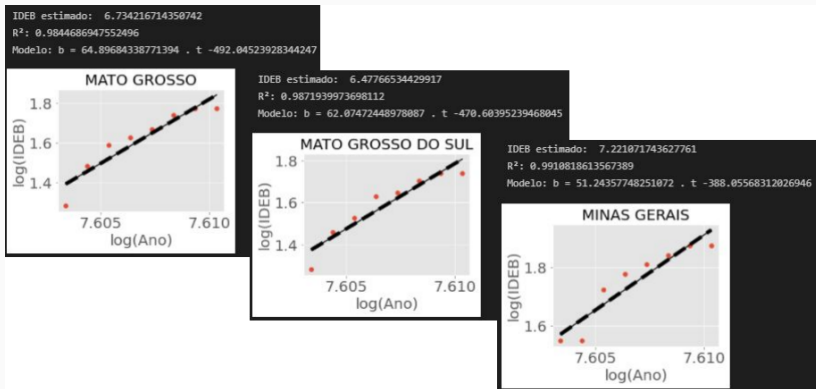 IDEB estimado: 6.734216714350742
R²: 0.9844686947552496
Modelo: b = 64.89684338771394 . t -492.04523928344247
MATO GROSSO
log(IDEB)
1.8
1.6
1.4
7.605
7.610
log(Ano)
IDEB estimado: 6.47766534429917
R²: 0.9871939973698112
Modelo: b = 62.07472448978087 . t -470.60395239468045
MATO GROSSO DO SUL
log(IDEB)
1.8
1.6
1.4
7.605
7.610
log(Ano)
IDEB estimado: 7.221071743627761
R²: 0.9910818613567389
Modelo: b = 51.24357748251072 . t -388.05568312026946
MINAS GERAIS
log(IDEB)
1.8
1.6
7.605
7.610
log(Ano)